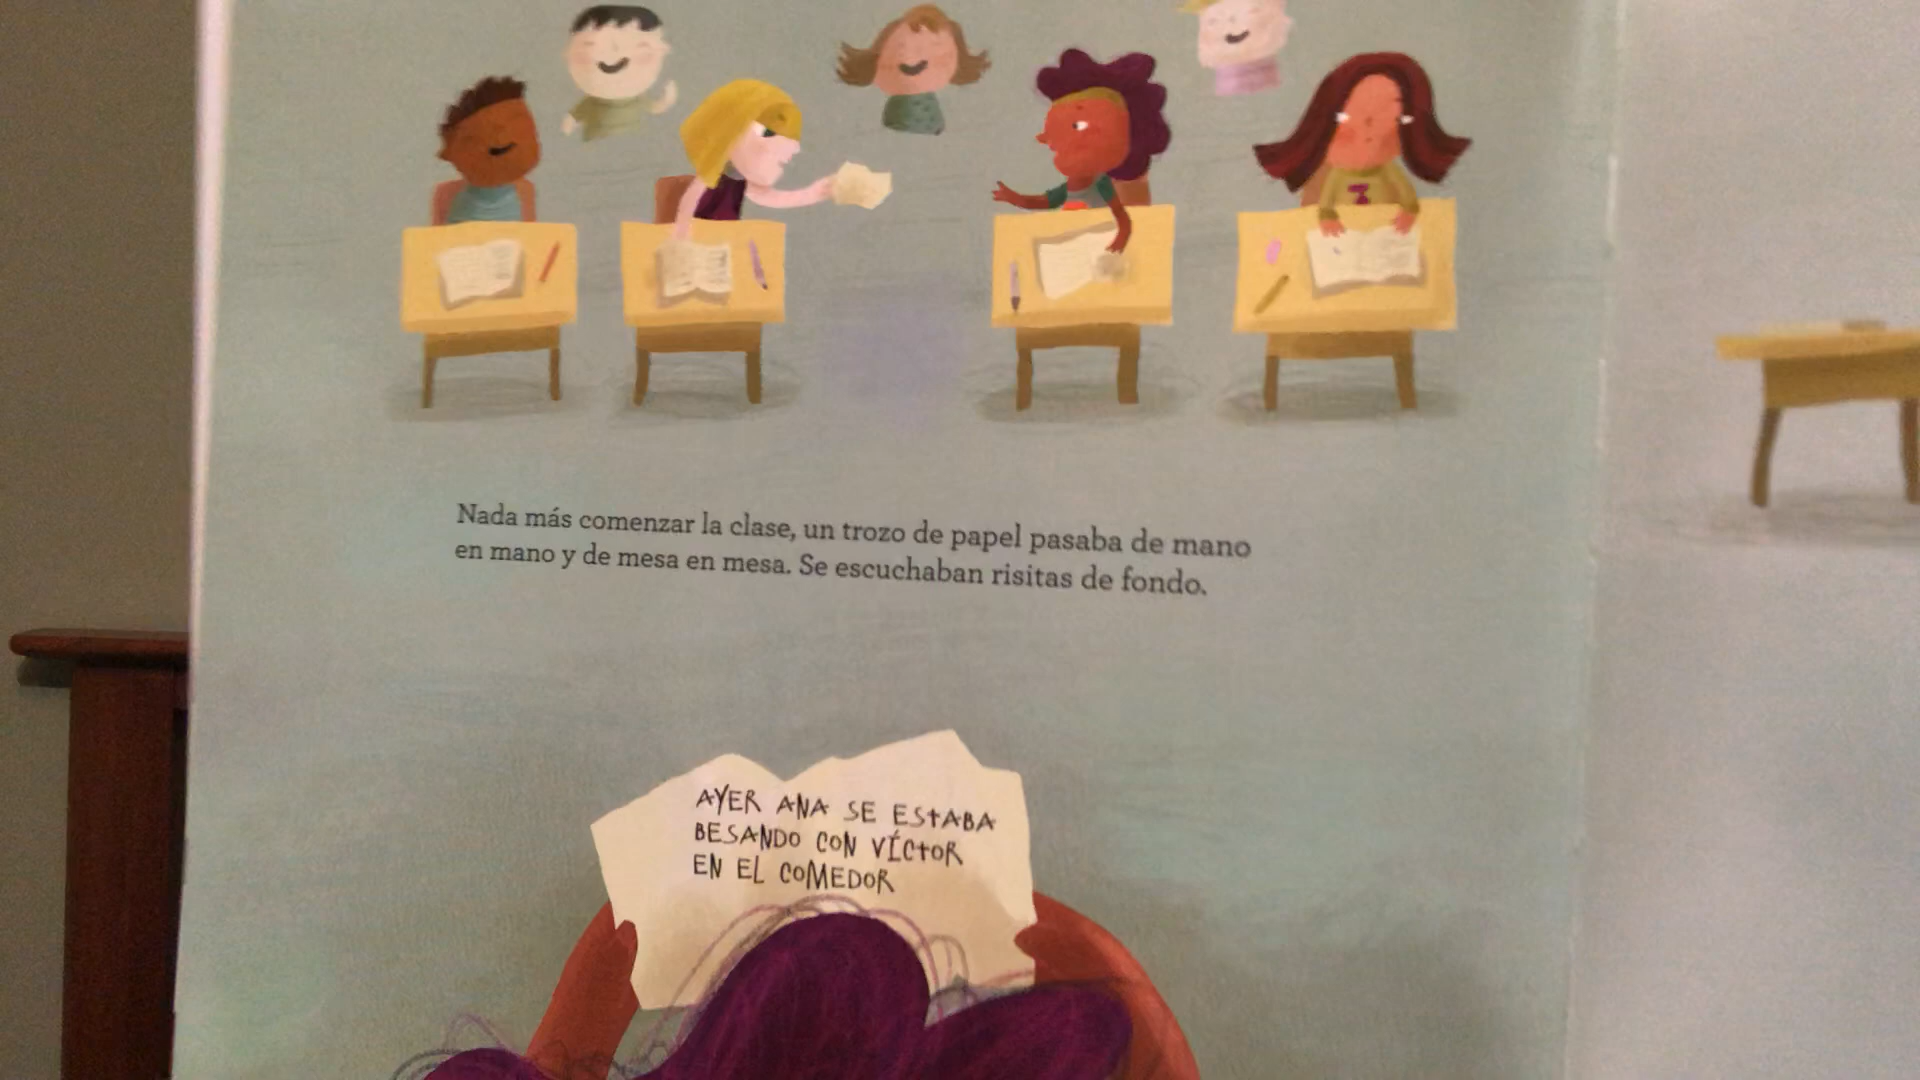 Nada más comenzar la clase, un trozo de papel pasaba de mano
en mano y de mesa en mesa. Se escuchaban risitas de fondo.
AYER ANA SE ESTABA
BESANDO CON VÍCTOR
EN EL COMEDOR